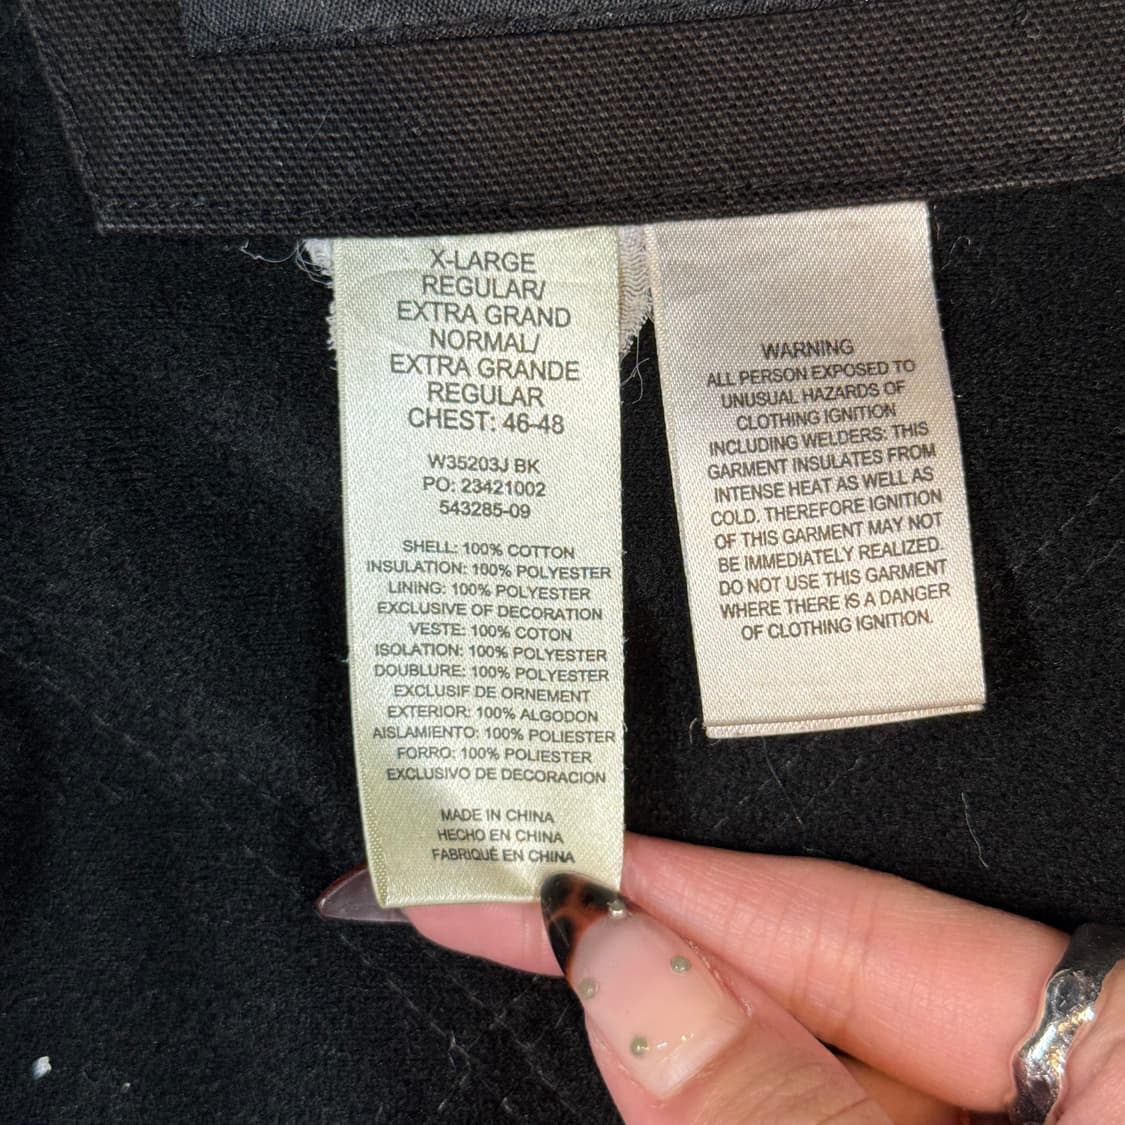 X-LARGE
REGULAR/
EXTRA GRAND
NORMAL/
EXTRA GRANDE
REGULAR
CHEST: 46-48
W35203J BK
PO: 23421002
543285-09
SHELL: 100% COTTON
INSULATION: 100% POLYESTER
LINING: 100% POLYESTER
EXCLUSIVE OF DECORATION
VESTE: 100% COTON
ISOLATION: 100% POLYESTER
DOUBLURE: 100% POLYESTER
EXCLUSIF DE ORNEMENT
EXTERIOR: 100% ALGODON
AISLAMIENTO: 100% POLIESTER
FORRO: 100% POLIESTER
EXCLUSIVO DE DECORACION
MADE IN CHINA
HECHO EN CHINA
FABRIQUÉ EN CHINA
WARNING
ALL PERSON EXPOSED TO
UNUSUAL HAZARDS OF
CLOTHING IGNITION
INCLUDING WELDERS: THIS
GARMENT INSULATES FROM
INTENSE HEAT AS WELL AS
COLD. THEREFORE IGNITION
OF THIS GARMENT MAY NOT
BE IMMEDIATELY REALIZED.
DO NOT USE THIS GARMENT
WHERE THERE IS A DANGER
OF CLOTHING IGNITION.